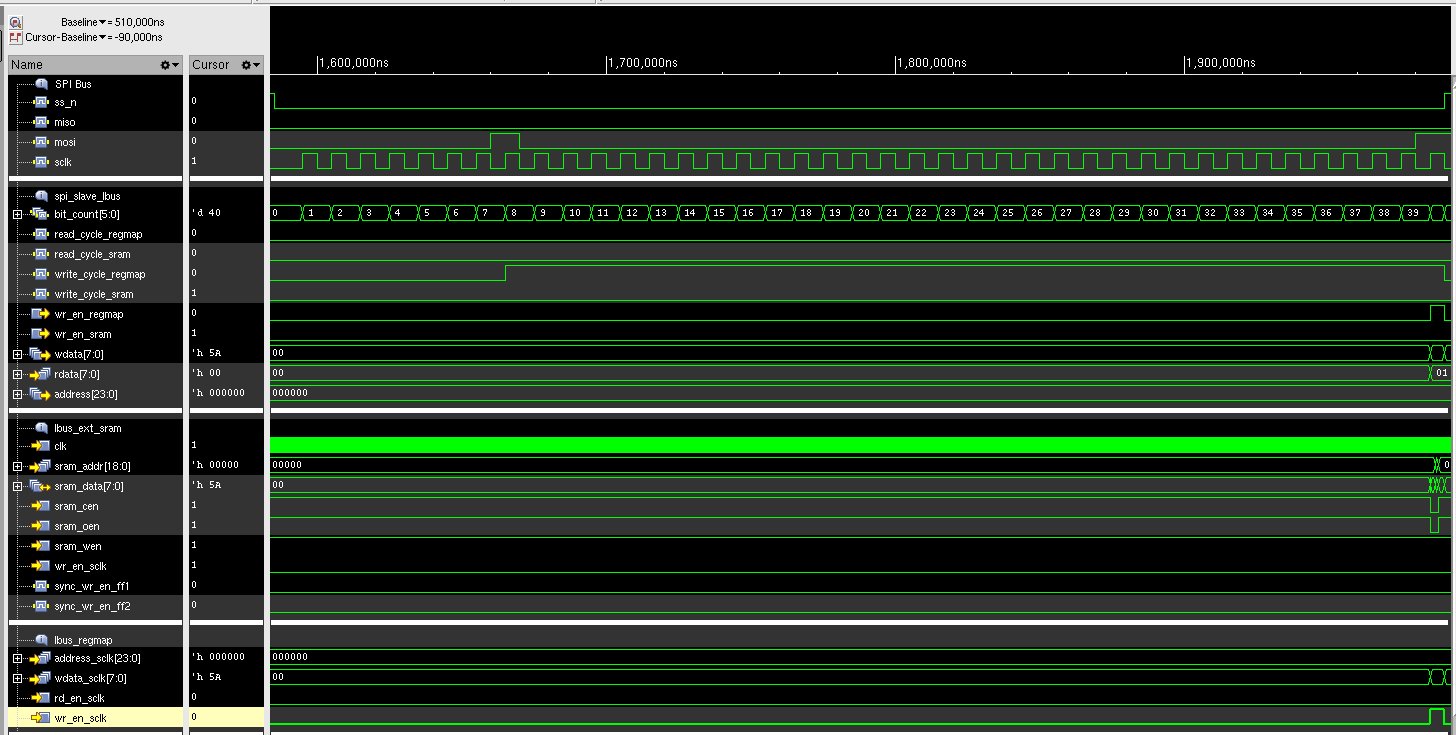 Baseline▼= 510,000ns
Cursor-Baseline▼= -90,000ns
Name Cursor
1,600,000ns 1,700,000ns 1,800,000ns 1,900,000ns
SPI Bus
ss_n 0
miso 0
mosi 0
sclk 1
spi_slave_lbus
bit_count[5:0] 'd 40 0 1 2 3 4 5 6 7 8 9 10 11 12 13 14 15 16 17 18 19 20 21 22 23 24 25 26 27 28 29 30 31 32 33 34 35 36 37 38 39
read_cycle_regmap 0
read_cycle_sram 0
write_cycle_regmap 0
write_cycle_sram 1
wr_en_regmap 0
wr_en_sram 1
wdata[7:0] 'h 5A 00
rdata[7:0] 'h 00 00 01
address[23:0] 'h 000000 000000
lbus_ext_sram
clk 1
sram_addr[18:0] 'h 00000 00000 0
sram_data[7:0] 'h 5A 00
sram_cen 1
sram_oen 1
sram_wen 1
wr_en_sclk 1
sync_wr_en_ff1 0
sync_wr_en_ff2 0
lbus_regmap
address_sclk[23:0] 'h 000000 000000
wdata_sclk[7:0] 'h 5A 00
rd_en_sclk 0
wr_en_sclk 0